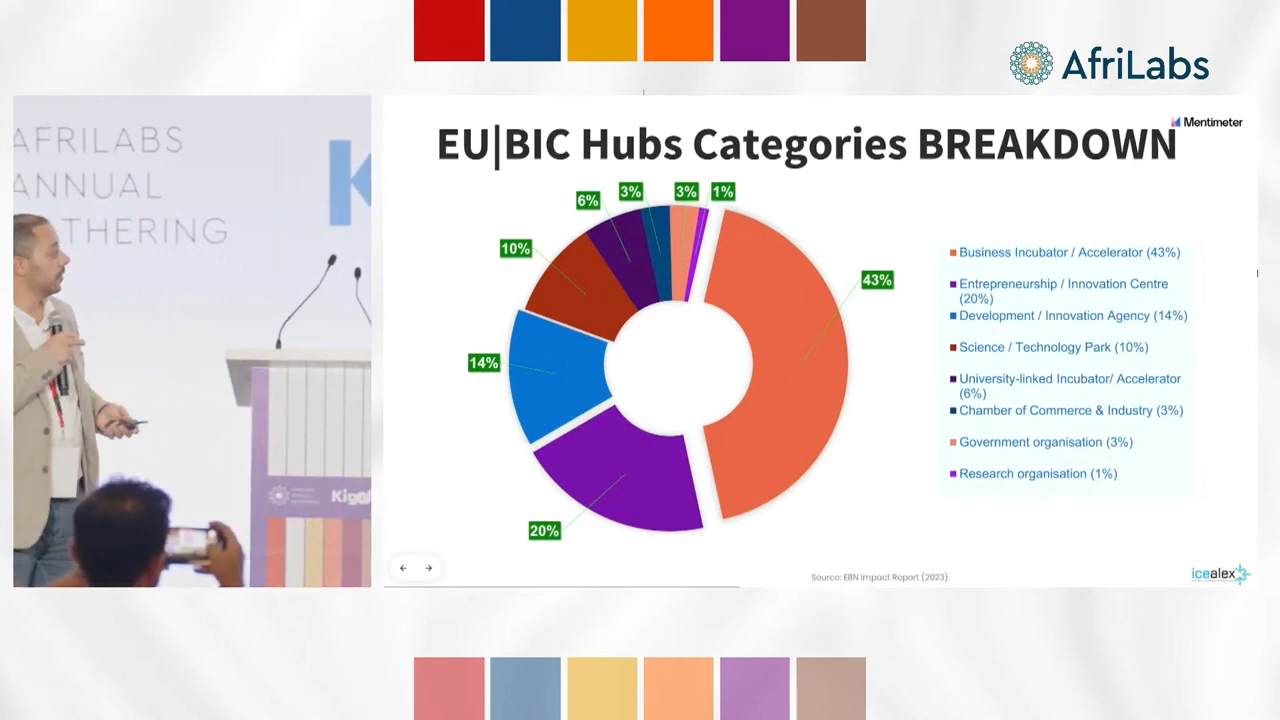 AfriLabs
AFRILABS
ANNUAL
THERING
K
Kig
EU|BIC Hubs Categories BREAKDOWN
Mentimeter
6%
3%
3%
1%
10%
43%
14%
20%
Business Incubator / Accelerator (43%)
Entrepreneurship / Innovation Centre
(20%)
Development / Innovation Agency (14%)
Science / Technology Park (10%)
University-linked Incubator/ Accelerator
(6%)
Chamber of Commerce & Industry (3%)
Government organisation (3%)
Research organisation (1%)
Source: EBN Impact Report (2023).
icealex